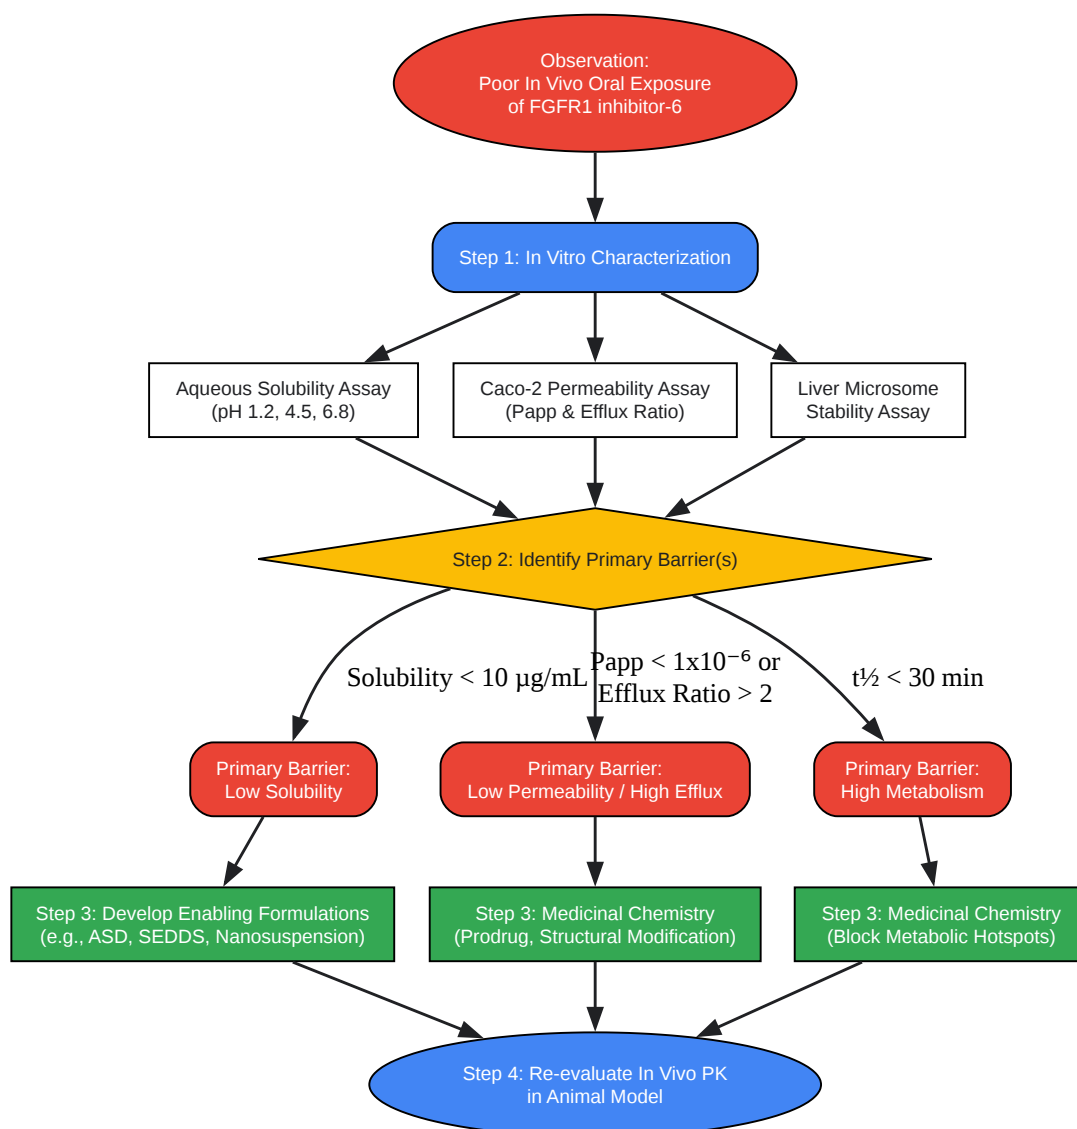 Observation:
Poor In Vivo Oral Exposure
of FGFR1 inhibitor-6
Step 1: In Vitro Characterization
Aqueous Solubility Assay
(pH 1.2, 4.5, 6.8)
Caco-2 Permeability Assay
(Papp & Efflux Ratio)
Liver Microsome
Stability Assay
Step 2: Identify Primary Barrier(s)
Solubility < 10 µg/mL
Papp < 1x10⁻⁶ or
Efflux Ratio > 2
t½ < 30 min
Primary Barrier:
Low Solubility
Primary Barrier:
Low Permeability / High Efflux
Primary Barrier:
High Metabolism
Step 3: Develop Enabling Formulations
(e.g., ASD, SEDDS, Nanosuspension)
Step 3: Medicinal Chemistry
(Prodrug, Structural Modification)
Step 3: Medicinal Chemistry
(Block Metabolic Hotspots)
Step 4: Re-evaluate In Vivo PK
in Animal Model